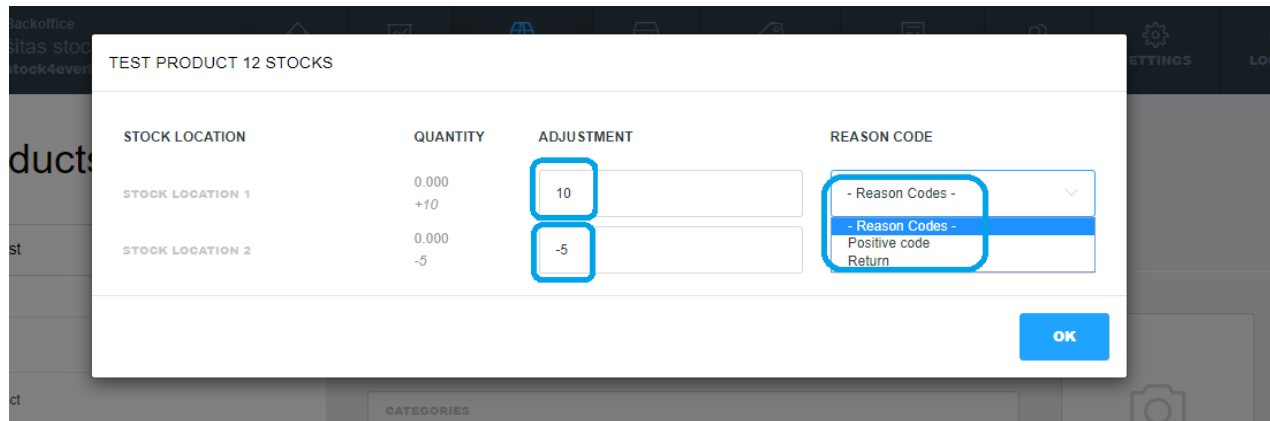 Backoffice
sitas stoc
stock4ever
ETTINGS
LO
TEST PRODUCT 12 STOCKS
STOCK LOCATION
QUANTITY
ADJUSTMENT
REASON CODE
STOCK LOCATION 1
0.000
+10
10
- Reason Codes -
- Reason Codes -
Positive code
Return
STOCK LOCATION 2
0.000
-5
-5
OK
ducts
st
ct
CATEGORIES